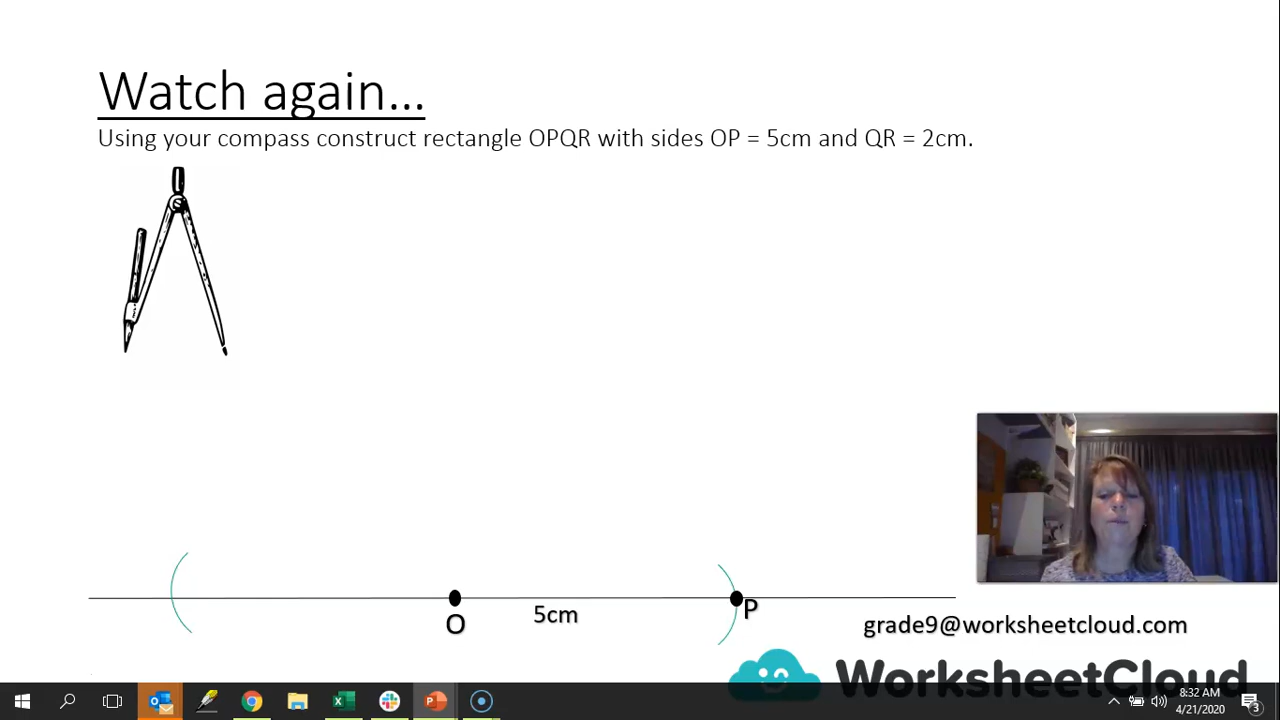 Watch again...
Using your compass construct rectangle OPQR with sides OP = 5cm and QR = 2cm.
O
5cm
P
grade9@worksheetcloud.com
WorksheetCloud
8:32 AM
4/21/2020
3